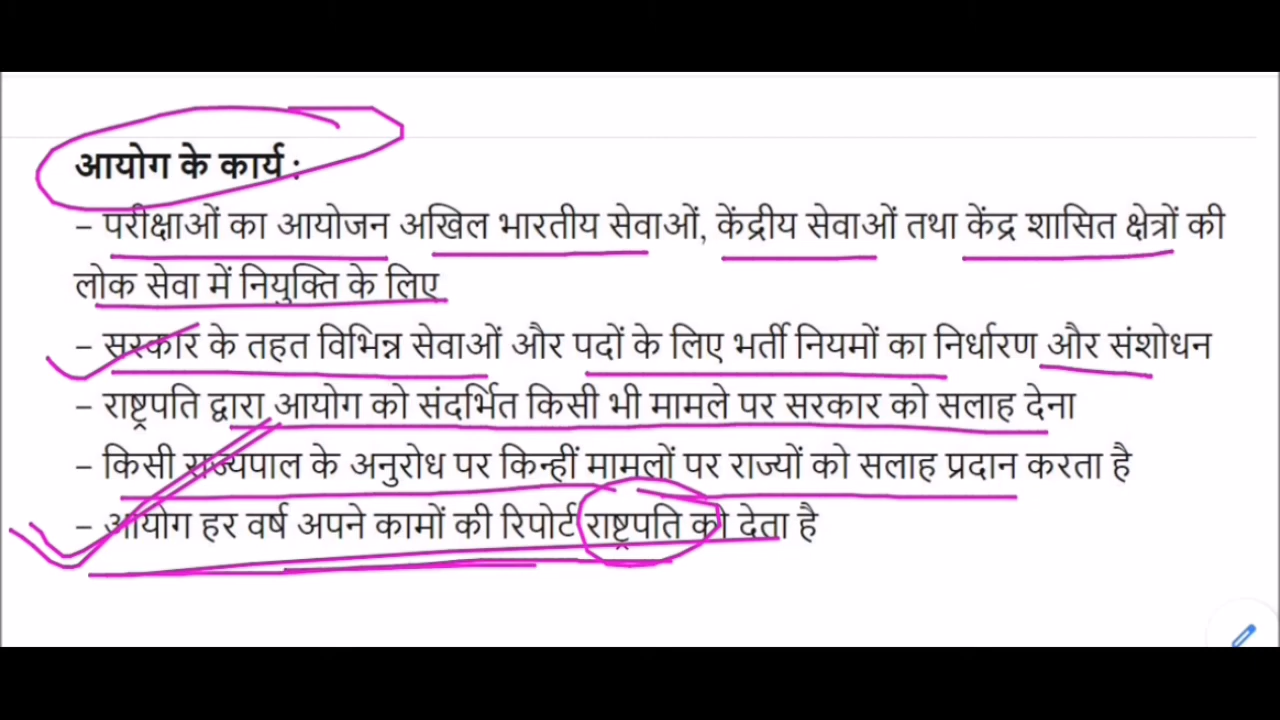 आयोग के कार्य :
– परीक्षाओं का आयोजन अखिल भारतीय सेवाओं, केंद्रीय सेवाओं तथा केंद्र शासित क्षेत्रों की
लोक सेवा में नियुक्ति के लिए
– सरकार के तहत विभिन्न सेवाओं और पदों के लिए भर्ती नियमों का निर्धारण और संशोधन
– राष्ट्रपति द्वारा आयोग को संदर्भित किसी भी मामले पर सरकार को सलाह देना
– किसी राज्यपाल के अनुरोध पर किन्हीं मामलों पर राज्यों को सलाह प्रदान करता है
– आयोग हर वर्ष अपने कामों की रिपोर्ट राष्ट्रपति को देता है